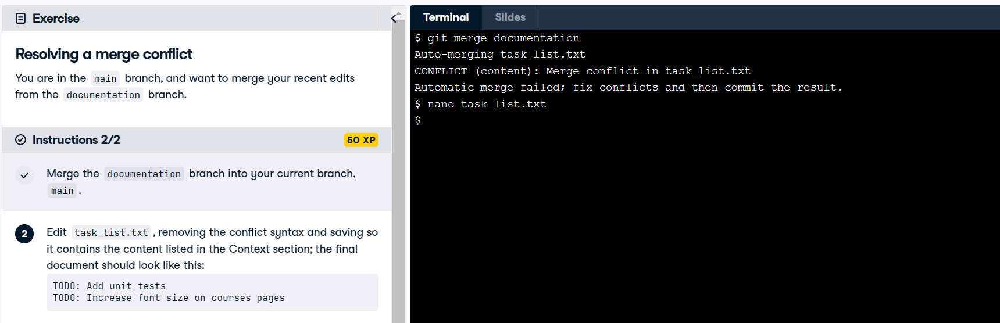 Exercise
Resolving a merge conflict
You are in the main branch, and want to merge your recent edits
from the documentation branch.
Instructions 2/2
50 XP
Merge the documentation branch into your current branch,
main.
2
Edit task_list.txt, removing the conflict syntax and saving so
it contains the content listed in the Context section; the final
document should look like this:
TODO: Add unit tests
TODO: Increase font size on courses pages
Terminal
Slides
$ git merge documentation
Auto-merging task_list.txt
CONFLICT (content): Merge conflict in task_list.txt
Automatic merge failed; fix conflicts and then commit the result.
$ nano task_list.txt
$